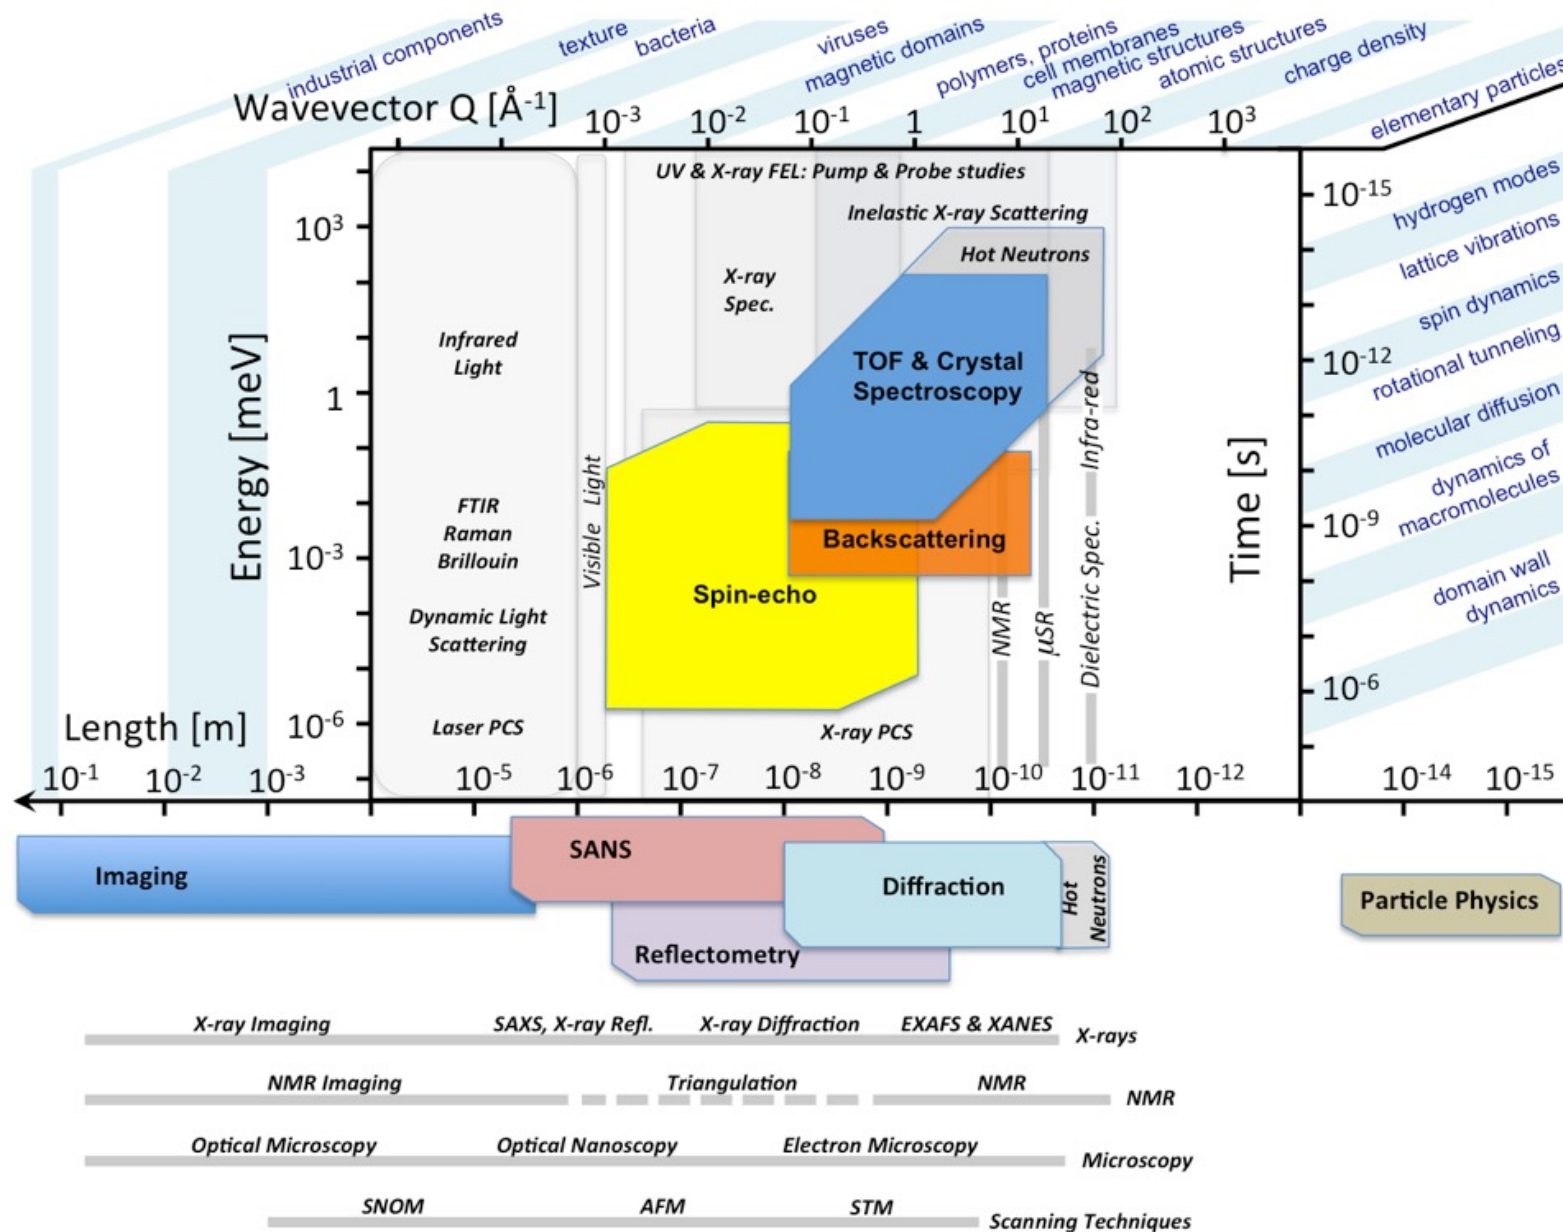 industrial components
texture
bacteria
viruses
magnetic domains
polymers, proteins
cell membranes
magnetic structures
atomic structures
charge density
elementary particles
Wavevector Q [Å-1]
10-3
10-2
10-1
1
101
102
103
UV & X-ray FEL: Pump & Probe studies
Inelastic X-ray Scattering
Hot Neutrons
X-ray
Spec.
TOF & Crystal
Spectroscopy
Infrared
Light
FTIR
Raman
Brillouin
Dynamic Light
Scattering
Laser PCS
Visible Light
Spin-echo
Backscattering
X-ray PCS
NMR
µSR
Dielectric Spec. Infra-red
Energy [meV]
103
1
10-3
10-6
Time [s]
10-15
10-12
10-9
10-6
hydrogen modes
lattice vibrations
spin dynamics
rotational tunneling
molecular diffusion
dynamics of
macromolecules
domain wall
dynamics
Length [m]
10-1
10-2
10-3
10-5
10-6
10-7
10-8
10-9
10-10
10-11
10-12
10-14
10-15
Imaging
SANS
Reflectometry
Diffraction
Hot
Neutrons
Particle Physics
X-ray Imaging
SAXS, X-ray Refl.
X-ray Diffraction
EXAFS & XANES
X-rays
NMR Imaging
Triangulation
NMR
NMR
Optical Microscopy
Optical Nanoscopy
Electron Microscopy
Microscopy
SNOM
AFM
STM
Scanning Techniques